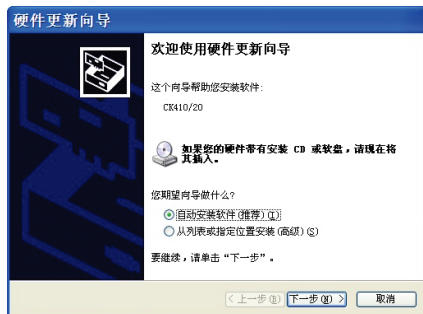 硬件更新向导
欢迎使用硬件更新向导
这个向导帮助您安装软件:
CK410/20
如果您的硬件带有安装 CD 或软盘，请现在将
其插入。
您期望向导做什么?
自动安装软件(推荐)(I)
从列表或指定位置安装(高级)(S)
要继续，请单击“下一步”。
< 上一步(B) 下一步(N) > 取消